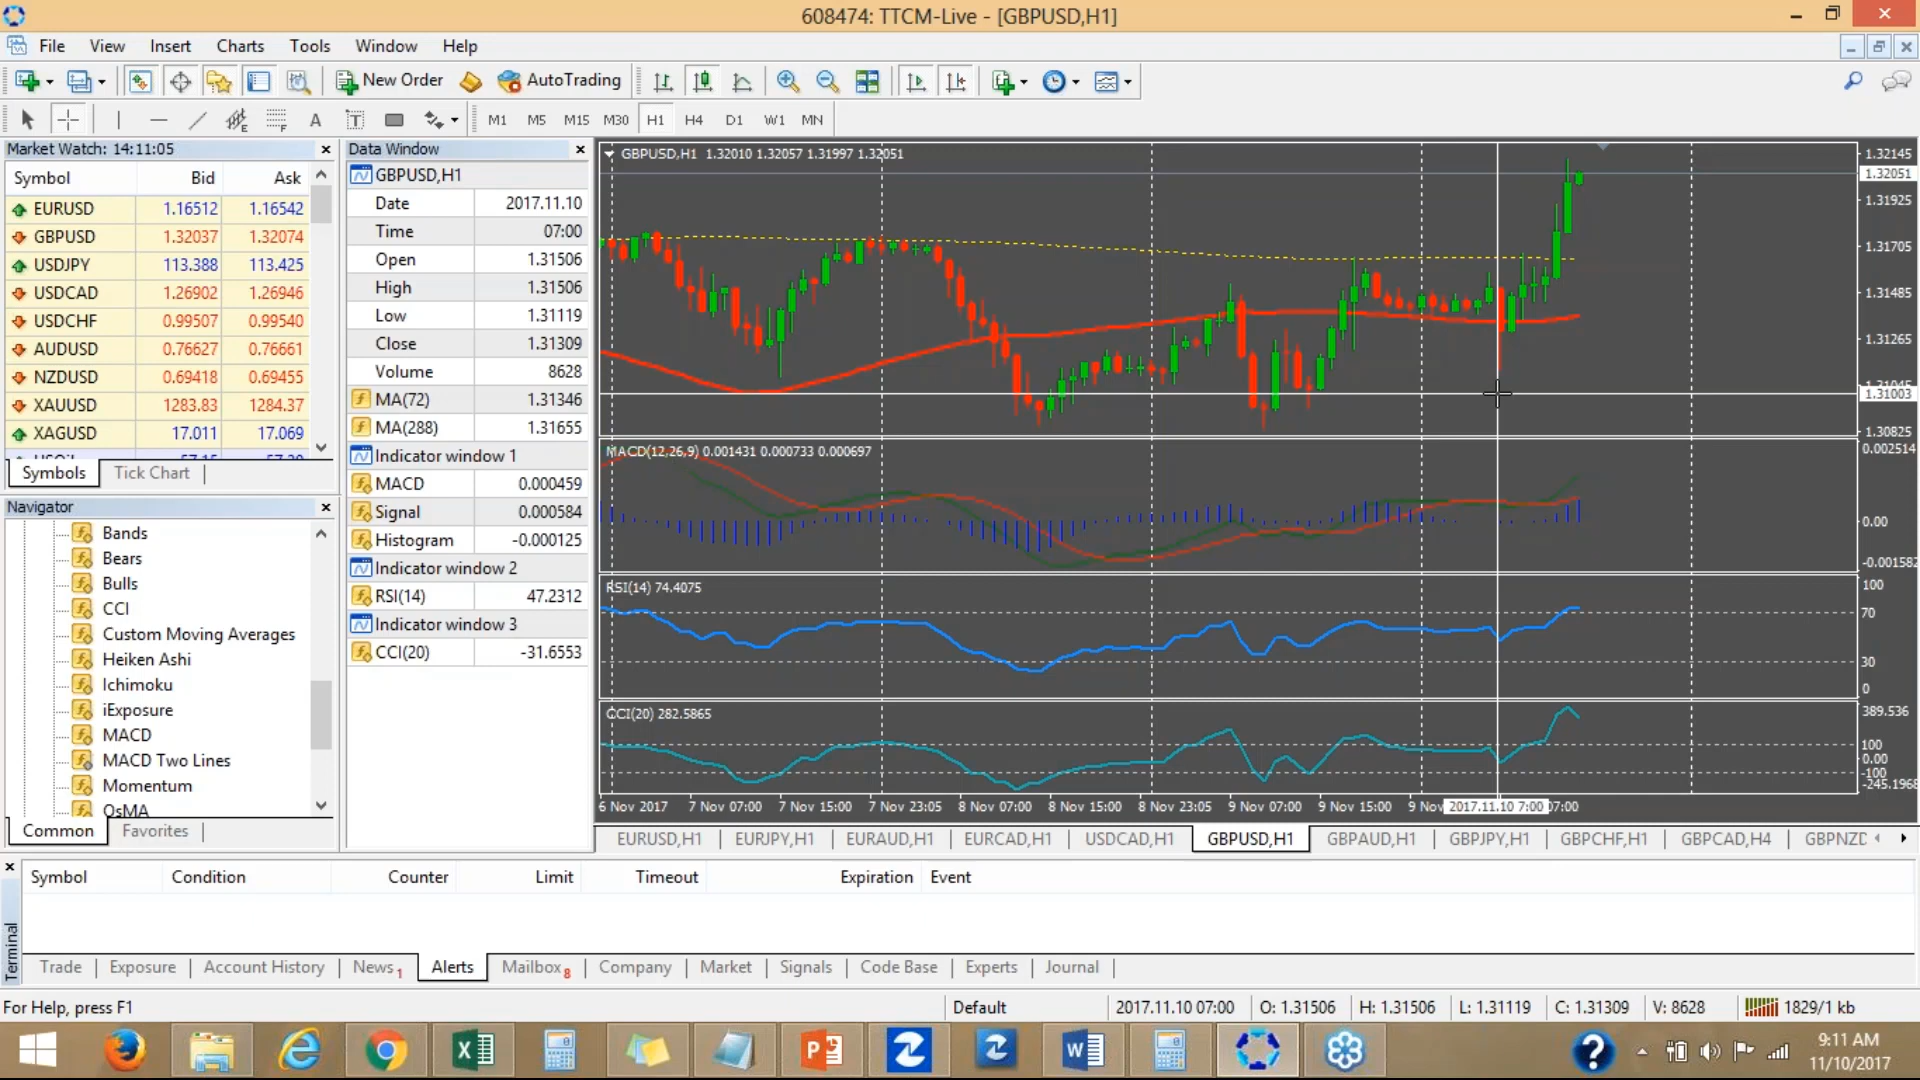 608474: TTCM-Live - [GBPUSD,H1]
File View Insert Charts Tools Window Help
New Order AutoTrading
A T M1 M5 M15 M30 H1 H4 D1 W1 MN
Market Watch: 14:11:05
Symbol Bid Ask
EURUSD 1.16512 1.16542
GBPUSD 1.32037 1.32074
USDJPY 113.388 113.425
USDCAD 1.26902 1.26946
USDCHF 0.99507 0.99540
AUDUSD 0.76627 0.76661
NZDUSD 0.69418 0.69455
XAUUSD 1283.83 1284.37
XAGUSD 17.011 17.069
Symbols Tick Chart
Navigator
Bands
Bears
Bulls
CCI
Custom Moving Averages
Heiken Ashi
Ichimoku
iExposure
MACD
MACD Two Lines
Momentum
OsMA
Common Favorites
Data Window
GBPUSD,H1
Date 2017.11.10
Time 07:00
Open 1.31506
High 1.31506
Low 1.31119
Close 1.31309
Volume 8628
MA(72) 1.31346
MA(288) 1.31655
Indicator window 1
MACD 0.000459
Signal 0.000584
Histogram -0.000125
Indicator window 2
RSI(14) 47.2312
Indicator window 3
CCI(20) -31.6553
GBPUSD,H1 1.32010 1.32057 1.31997 1.32051
1.32145
1.32051
1.31925
1.31705
1.31485
1.31265
1.31045
1.31003
1.30825
MACD(12,26,9) 0.001431 0.000733 0.000697
0.002514
0.00
-0.001582
RSI(14) 74.4075
100
70
30
0
CCI(20) 282.5865
389.536
100
0.00
-100
-245.1968
6 Nov 2017 7 Nov 07:00 7 Nov 15:00 7 Nov 23:05 8 Nov 07:00 8 Nov 15:00 8 Nov 23:05 9 Nov 07:00 9 Nov 15:00 9 Nov 2017.11.10 7:00 07:00
EURUSD,H1 EURJPY,H1 EURAUD,H1 EURCAD,H1 USDCAD,H1 GBPUSD,H1 GBPAUD,H1 GBPJPY,H1 GBPCHF,H1 GBPCAD,H4 GBPNZD
Terminal
Symbol Condition Counter Limit Timeout Expiration Event
Trade Exposure Account History News 1 Alerts Mailbox 8 Company Market Signals Code Base Experts Journal
For Help, press F1 Default 2017.11.10 07:00 O: 1.31506 H: 1.31506 L: 1.31119 C: 1.31309 V: 8628 1829/1 kb
9:11 AM
11/10/2017